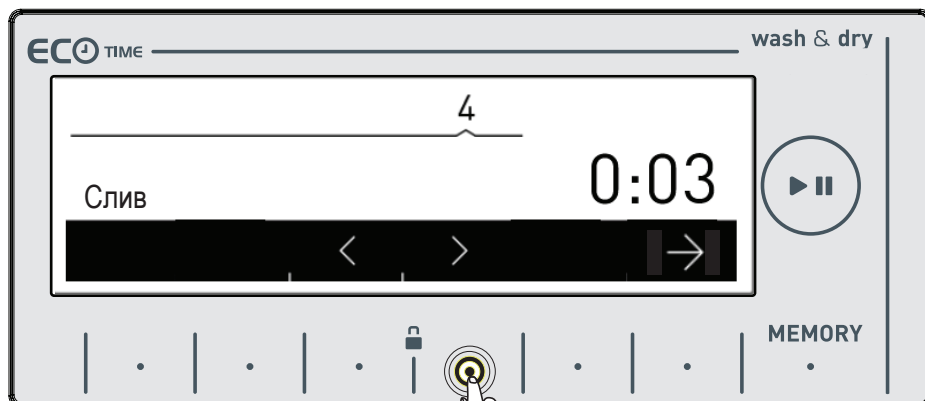 ECO TIME
wash & dry
4
0:03
Слив
MEMORY